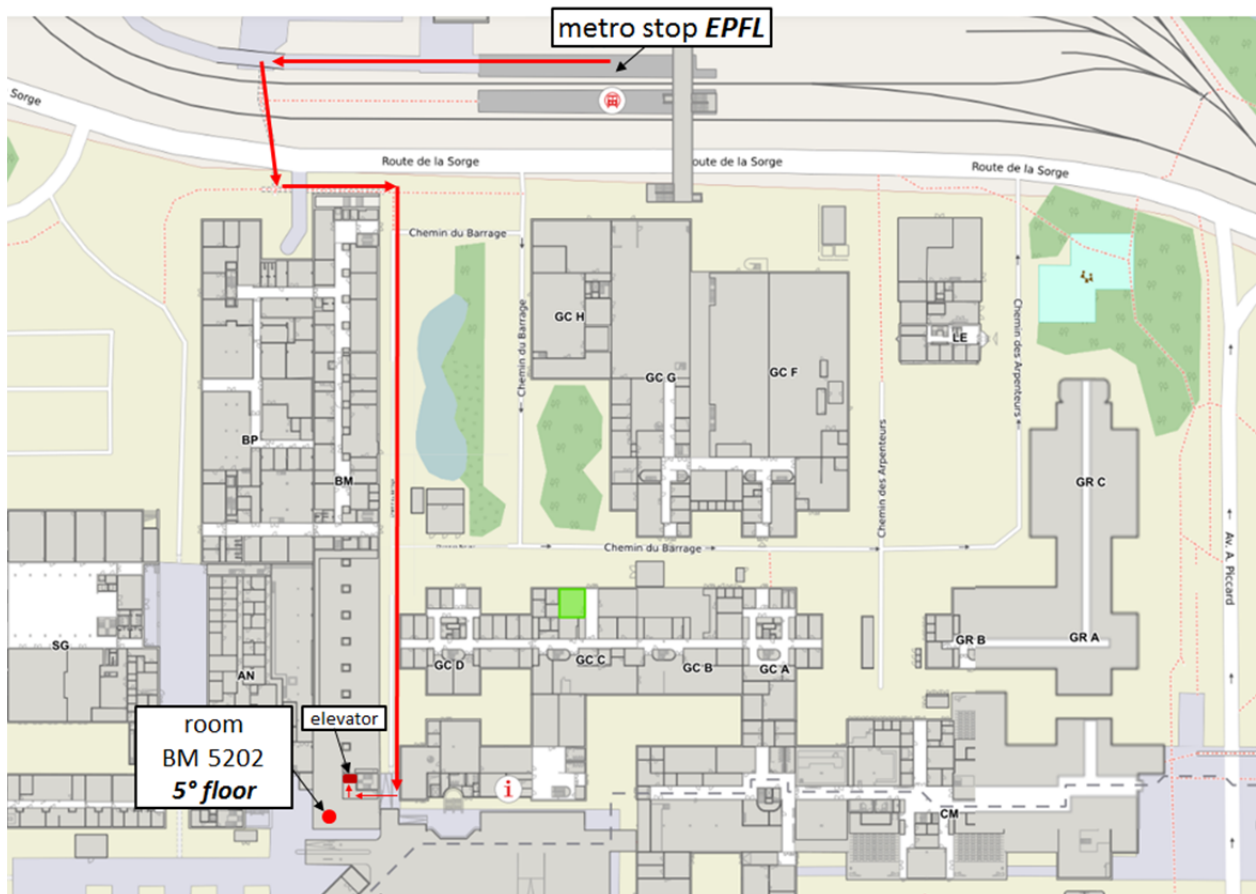 metro stop EPFL
Sorge
Route de la Sorge
Route de la Sorge
Route de la Sorge
Chemin du Barrage
Chemin du Barrage
GC H
GC G
GC F
LE
Chemin des Arpenteurs
Chemin des Arpenteurs
BP
BM
GR C
Chemin du Barrage
Av. A. Piccard
SG
AN
GC D
GC C
GC B
GC A
GR B
GR A
room
BM 5202
5° floor
elevator
i
CM